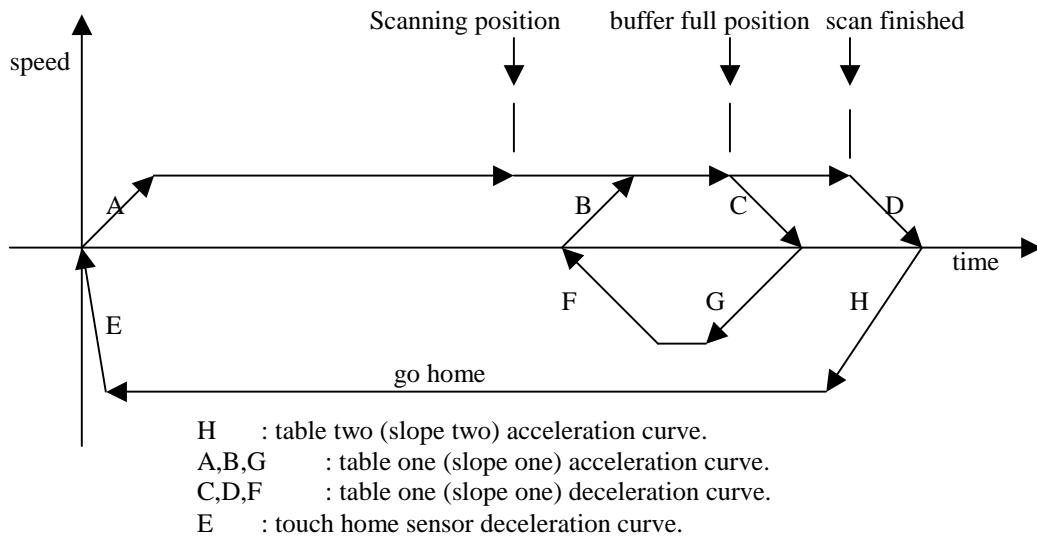 Scanning position buffer full position scan finished
speed
A B C D
time
E F G H
go home
H : table two (slope two) acceleration curve.
A,B,G : table one (slope one) acceleration curve.
C,D,F : table one (slope one) deceleration curve.
E : touch home sensor deceleration curve.